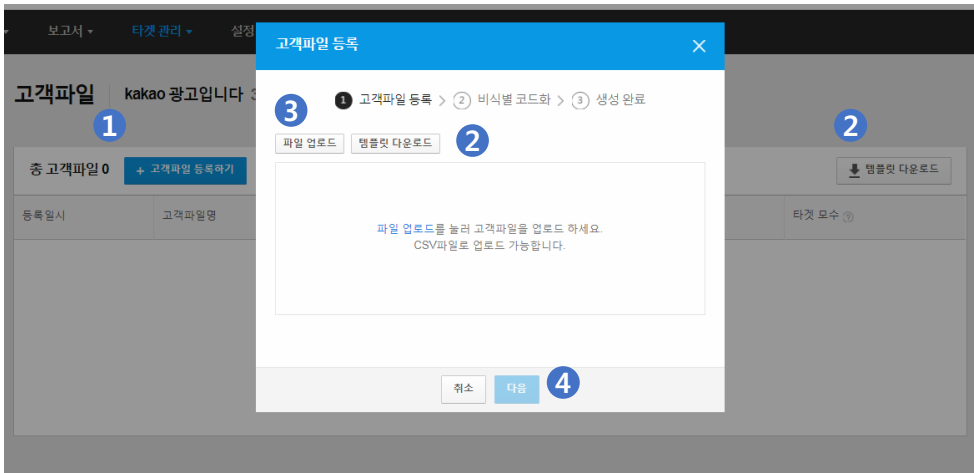 보고서 타겟 관리 설정
고객파일 등록
고객파일 kakao 광고입니다 3
1 고객파일 등록 > 2 비식별 코드화 > 3 생성 완료
3
1
2
2
파일 업로드 템플릿 다운로드
총 고객파일 0 + 고객파일 등록하기
템플릿 다운로드
등록일시 고객파일명 타겟 모수 ?
파일 업로드를 눌러 고객파일을 업로드 하세요.
CSV파일로 업로드 가능합니다.
취소 다음 4